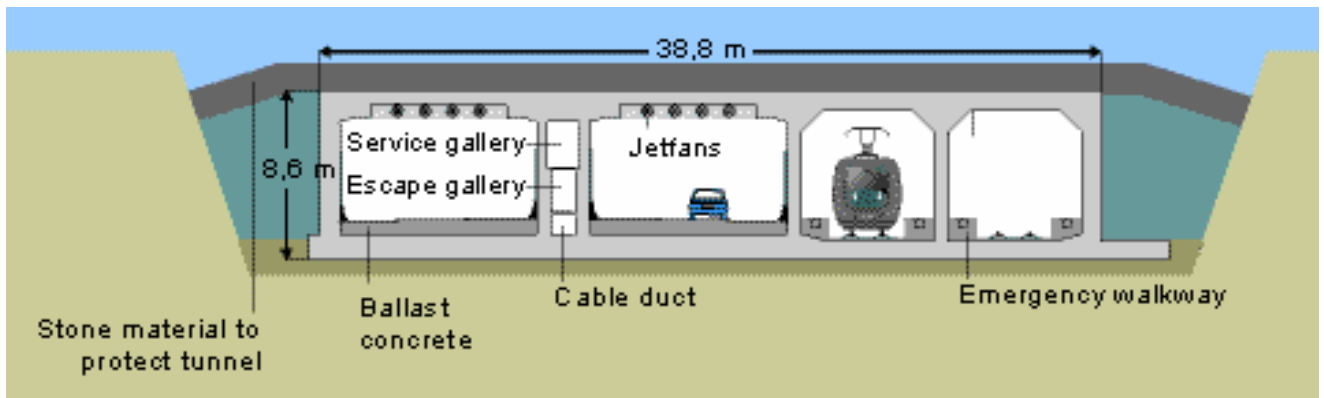 38,8 m
Service gallery
Jetfans
8,6 m
Escape gallery
Cable duct
Emergency walkway
Ballast
concrete
Stone material to
protect tunnel